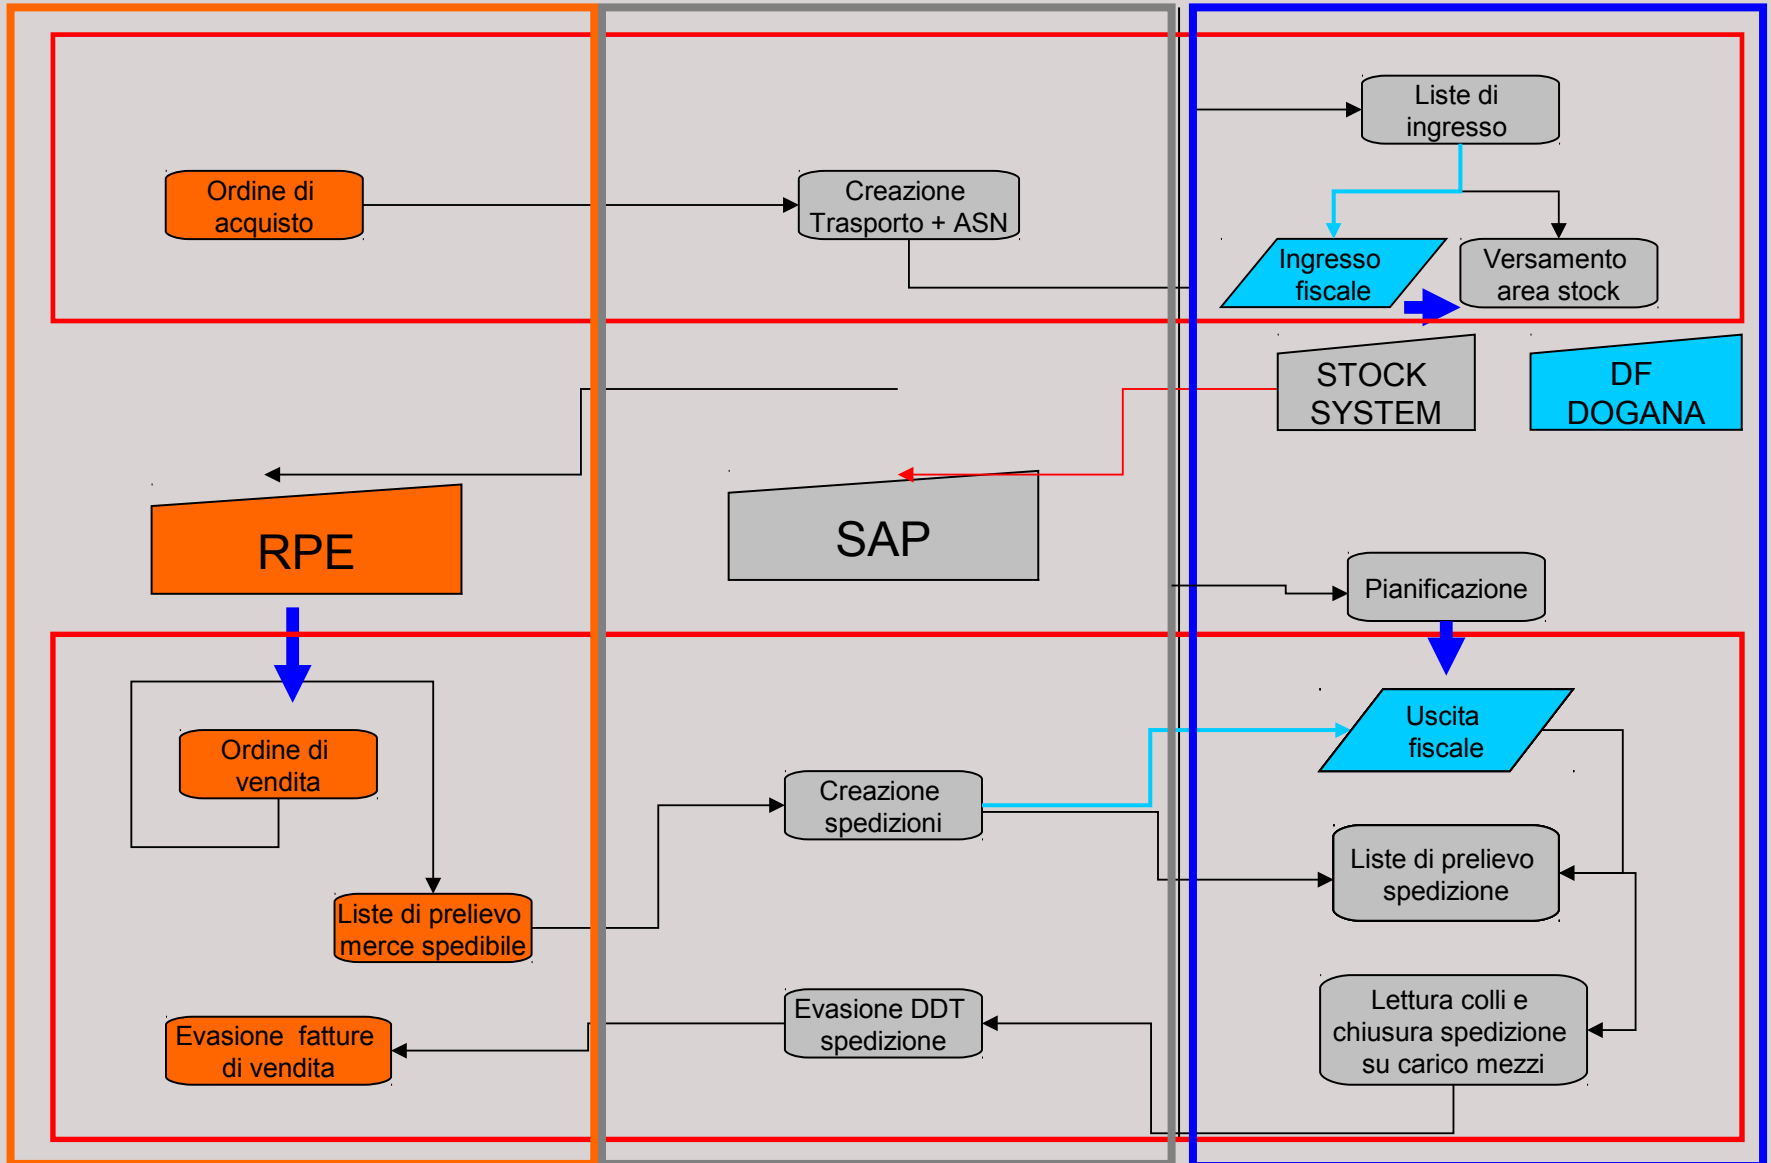 Liste di
ingresso
Ordine di
acquisto
Creazione
Trasporto + ASN
Ingresso
fiscale
Versamento
area stock
STOCK
SYSTEM
DF
DOGANA
RPE
SAP
Pianificazione
Ordine di
vendita
Uscita
fiscale
Creazione
spedizioni
Liste di prelievo
spedizione
Liste di prelievo
merce spedibile
Evasione fatture
di vendita
Evasione DDT
spedizione
Lettura colli e
chiusura spedizione
su carico mezzi